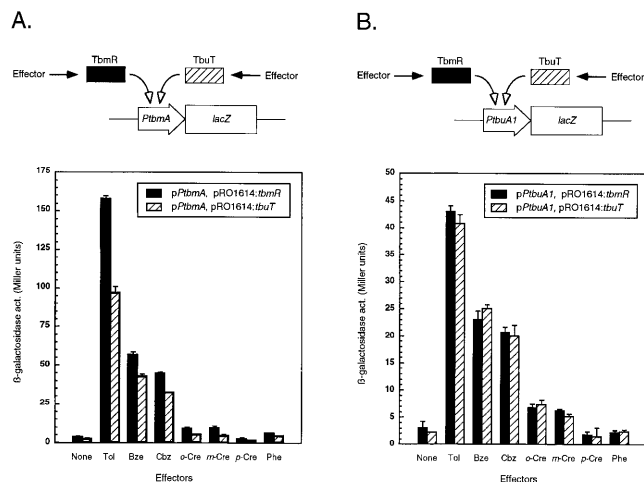 A.
TbmR
TbuT
Effector
Effector
PtbmA
lacZ
175
150
125
100
75
50
25
0
ß-galactosidase act. (Miller units)
pPtbmA, pRO1614:tbmR
pPtbmA, pRO1614:tbuT
None Tol Bze Cbz o-Cre m-Cre p-Cre Phe
Effectors
B.
TbmR
TbuT
Effector
Effector
PtbuA1
lacZ
50
45
40
35
30
25
20
15
10
5
0
ß-galactosidase act. (Miller units)
pPtbuA1, pRO1614:tbmR
pPtbuA1, pRO1614:tbuT
None Tol Bze Cbz o-Cre m-Cre p-Cre Phe
Effectors